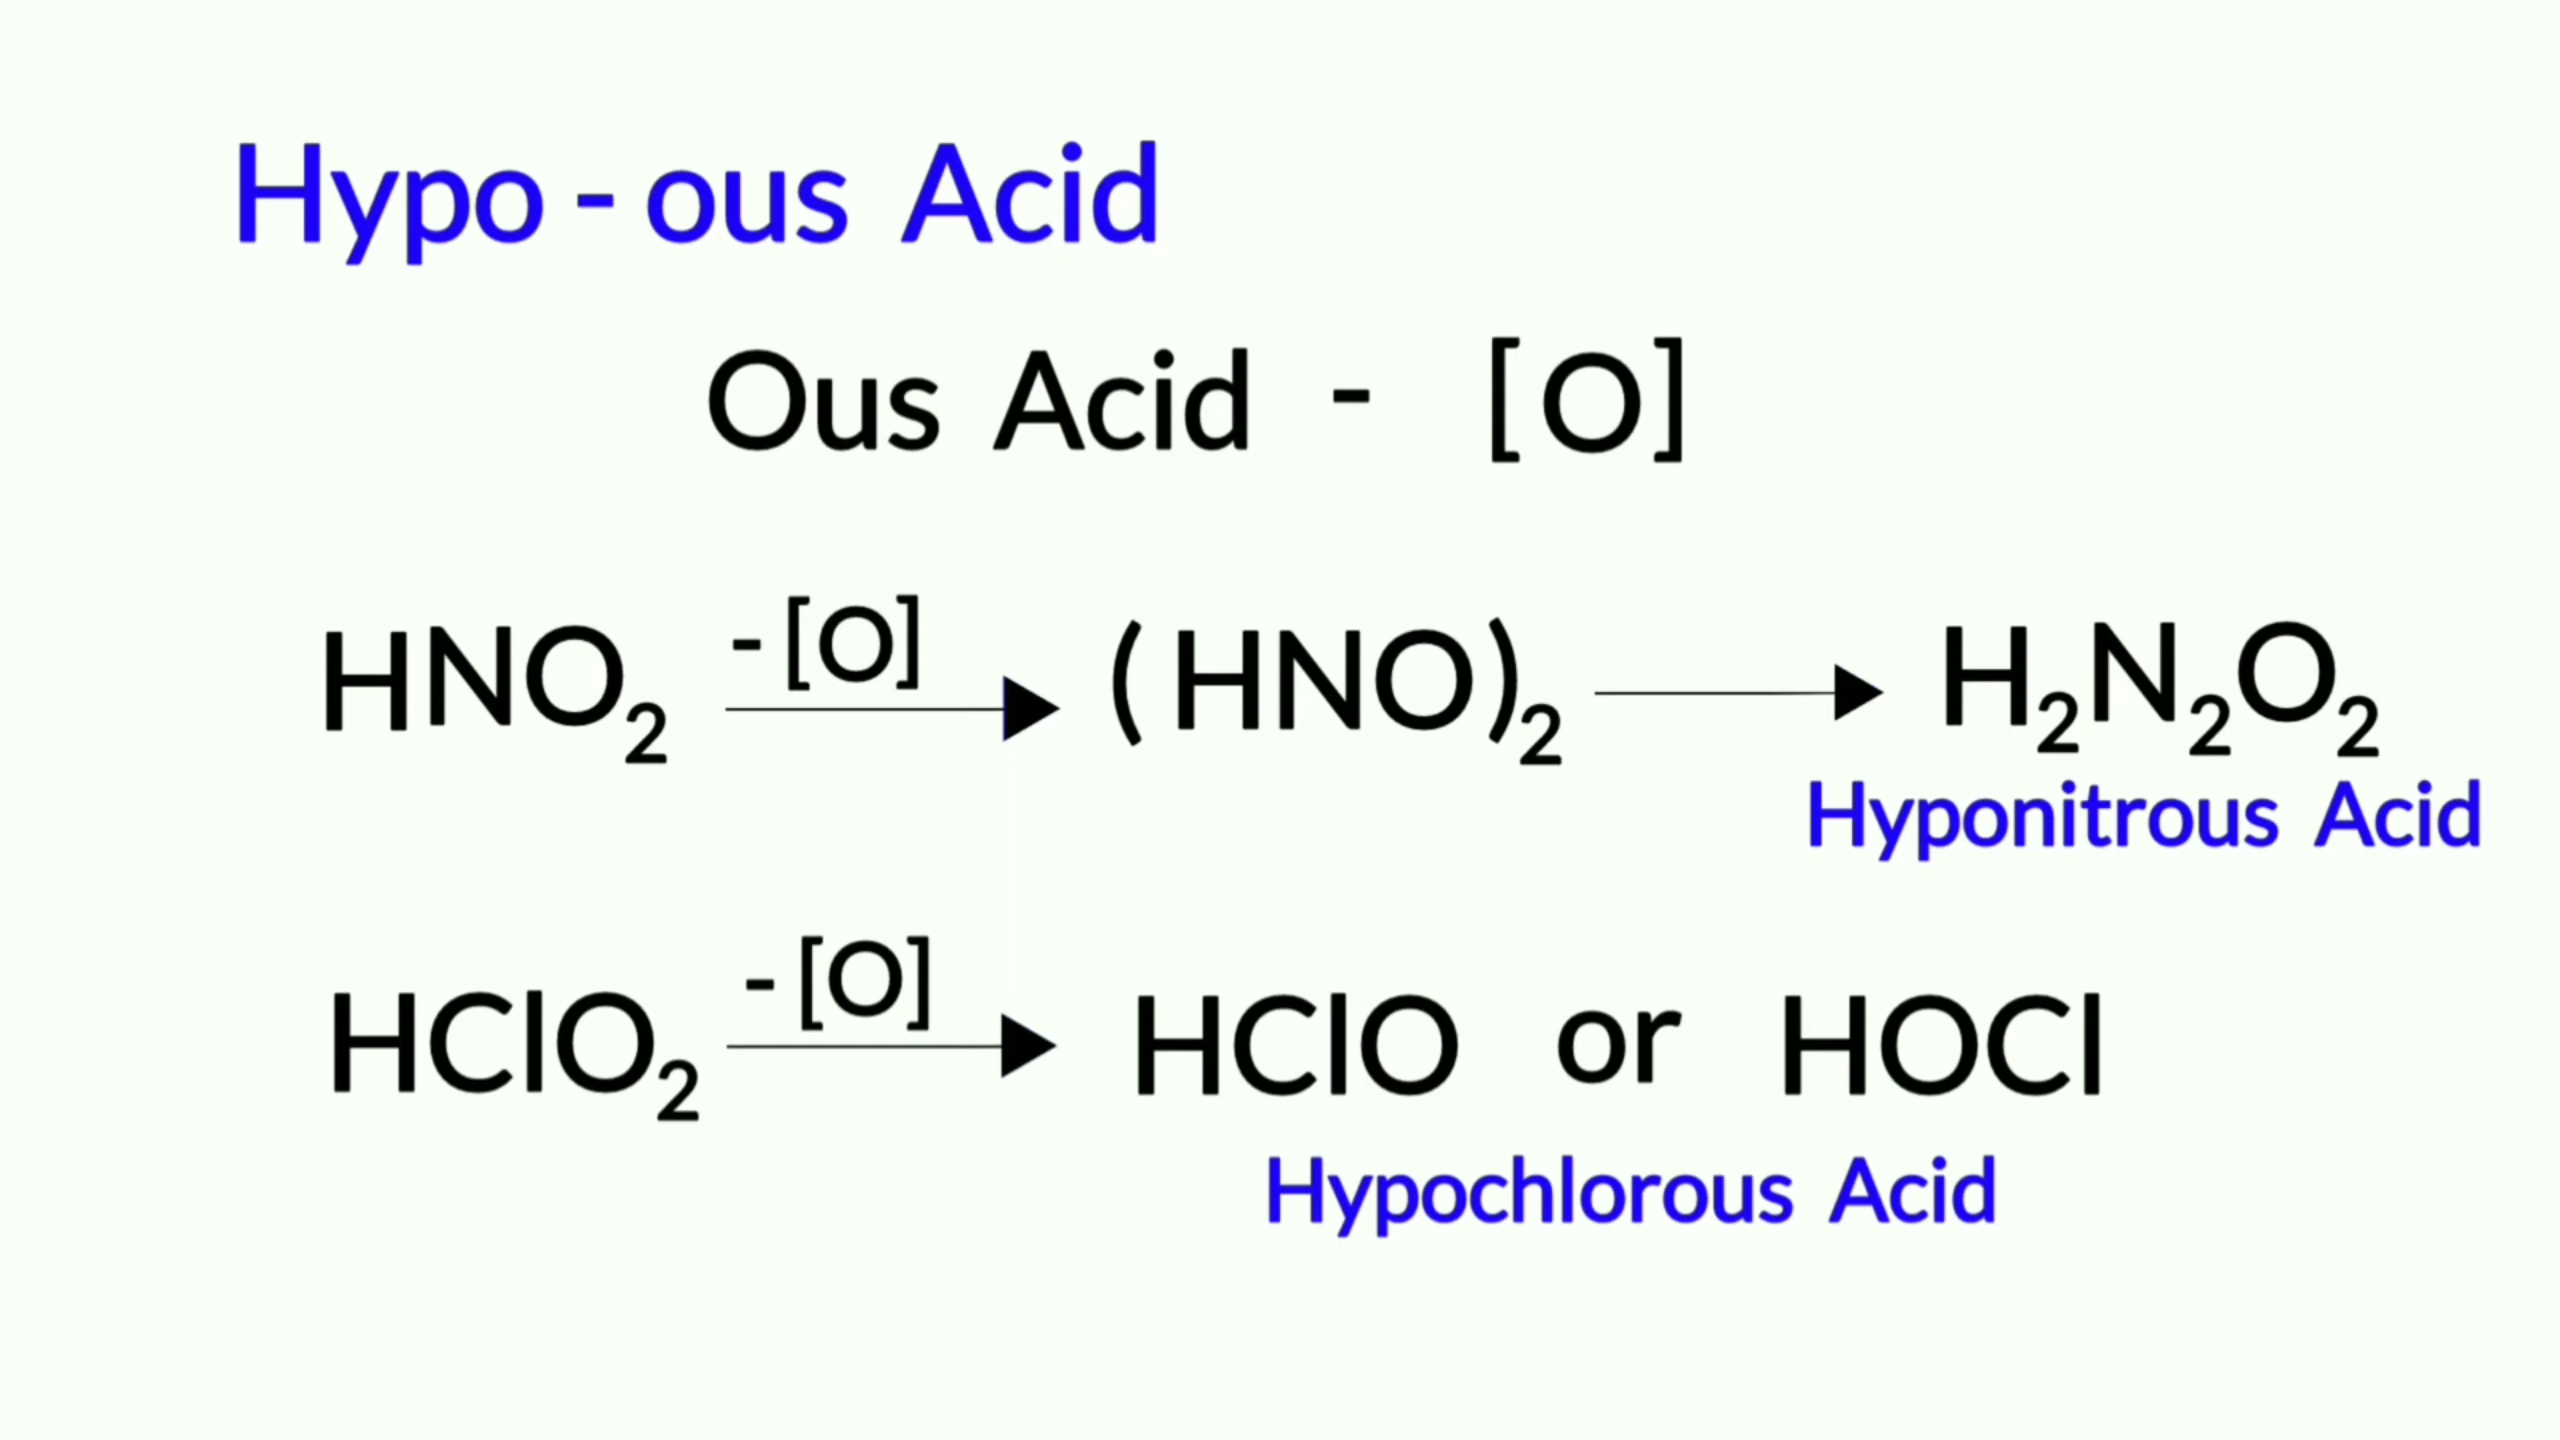 Hypo - ous Acid
Ous Acid - [O]
HNO₂ - [O] (HNO)₂ H₂N₂O₂
Hyponitrous Acid
HClO₂ - [O] HClO or HOCl
Hypochlorous Acid